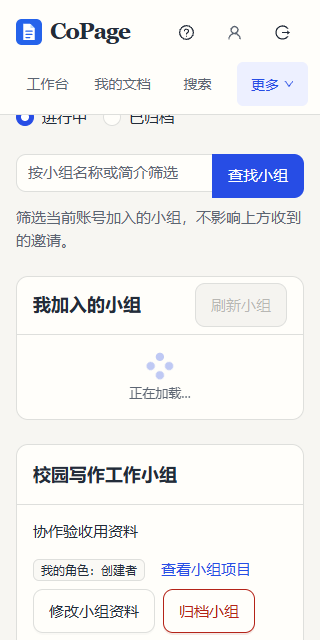 CoPage
工作台
我的文档
搜索
更多
进行中
已归档
按小组名称或简介筛选
查找小组
筛选当前账号加入的小组，不影响上方收到
的邀请。
我加入的小组
刷新小组
正在加载...
校园写作工作小组
协作验收用资料
我的角色：创建者
查看小组项目
修改小组资料
归档小组